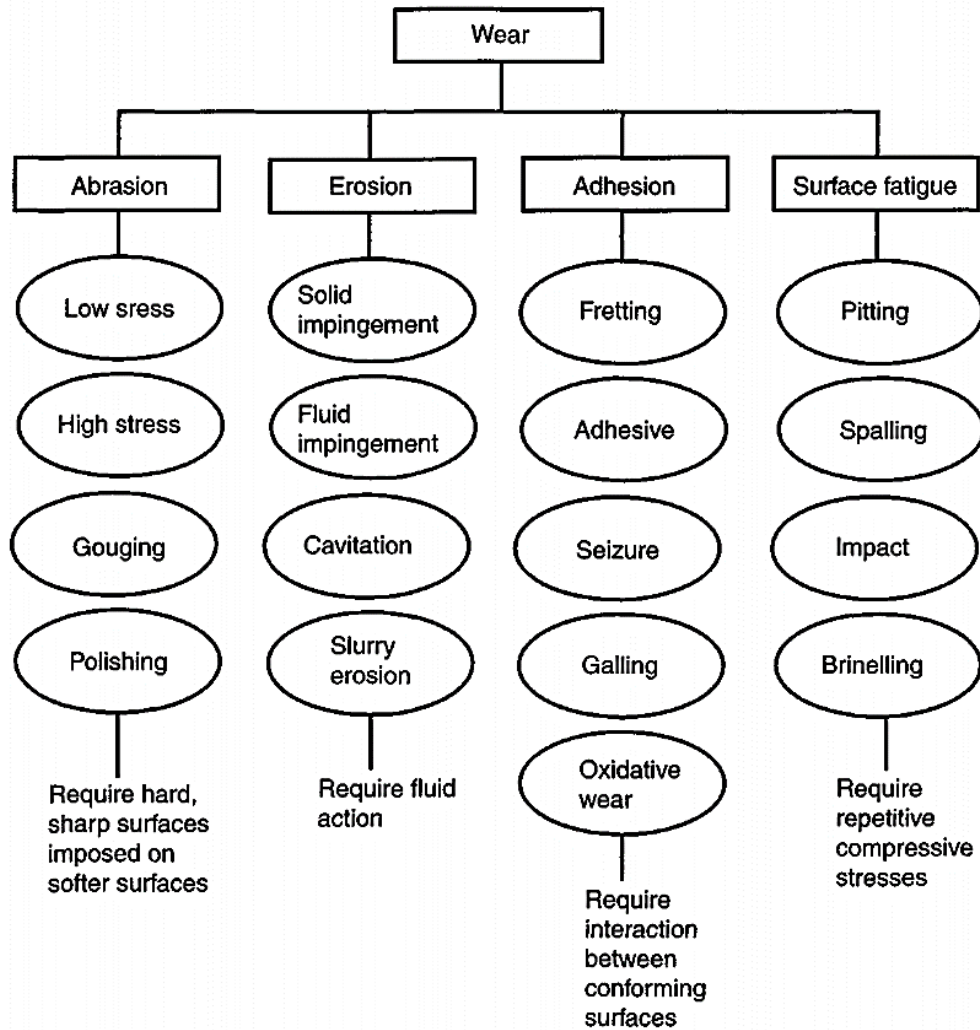 Wear
Abrasion
Erosion
Adhesion
Surface fatigue
Low sress
Solid
impingement
Fretting
Pitting
High stress
Fluid
impingement
Adhesive
Spalling
Gouging
Cavitation
Seizure
Impact
Polishing
Slurry
erosion
Galling
Brinelling
Oxidative
wear
Require hard,
sharp surfaces
imposed on
softer surfaces
Require fluid
action
Require
interaction
between
conforming
surfaces
Require
repetitive
compressive
stresses